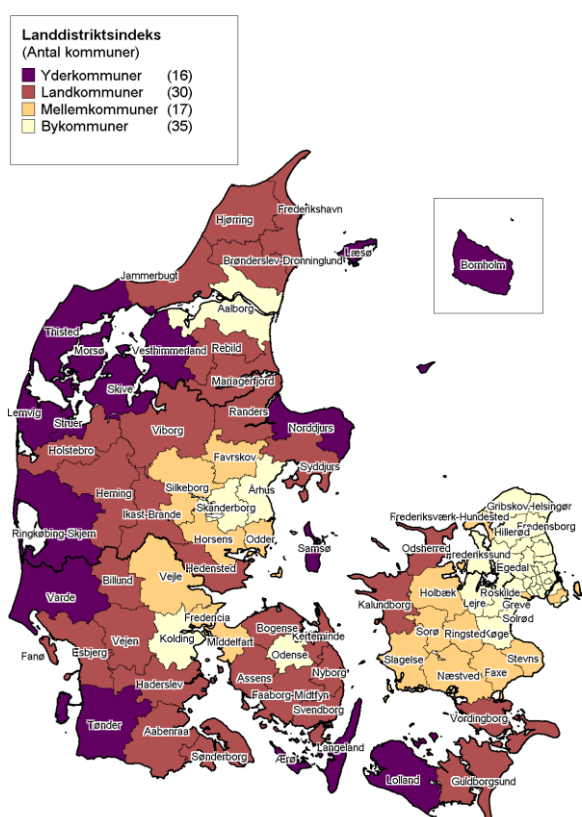 Landdistriktsindeks
(Antal kommuner)
Yderkommuner (16)
Landkommuner (30)
Mellemkommuner (17)
Bykommuner (35)
Frederikshavn
Hjørring
Læsø
Brønderslev-Dronninglund
Jammerbugt
Bornholm
Aalborg
Thisted
Morsø
Vesthimmerland
Rebild
Skive
Mariagerfjord
Lemvig
Struer
Randers
Viborg
Norddjurs
Holstebro
Favrskov
Syddjurs
Silkeborg
Århus
Herning
Skanderborg
Ikast-Brande
Gribskov
Helsingør
Frederiksværk-Hundested
Fredensborg
Hillerød
Ringkøbing-Skjern
Horsens
Odder
Samsø
Odsherred
Frederikssund
Egedal
Hedensted
Billund
Vejle
Varde
Holbæk
Roskilde
Kalundborg
Lejre
Greve
Solrød
Fredericia
Bogense
Kerteminde
Kolding
Middelfart
Sorø
Ringsted
Køge
Fanø
Esbjerg
Vejen
Odense
Stevns
Slagelse
Næstved
Faxe
Haderslev
Assens
Nyborg
Faaborg-Midtfyn
Svendborg
Vordingborg
Tønder
Aabenraa
Sønderborg
Ærø
Langeland
Lolland
Guldborgsund